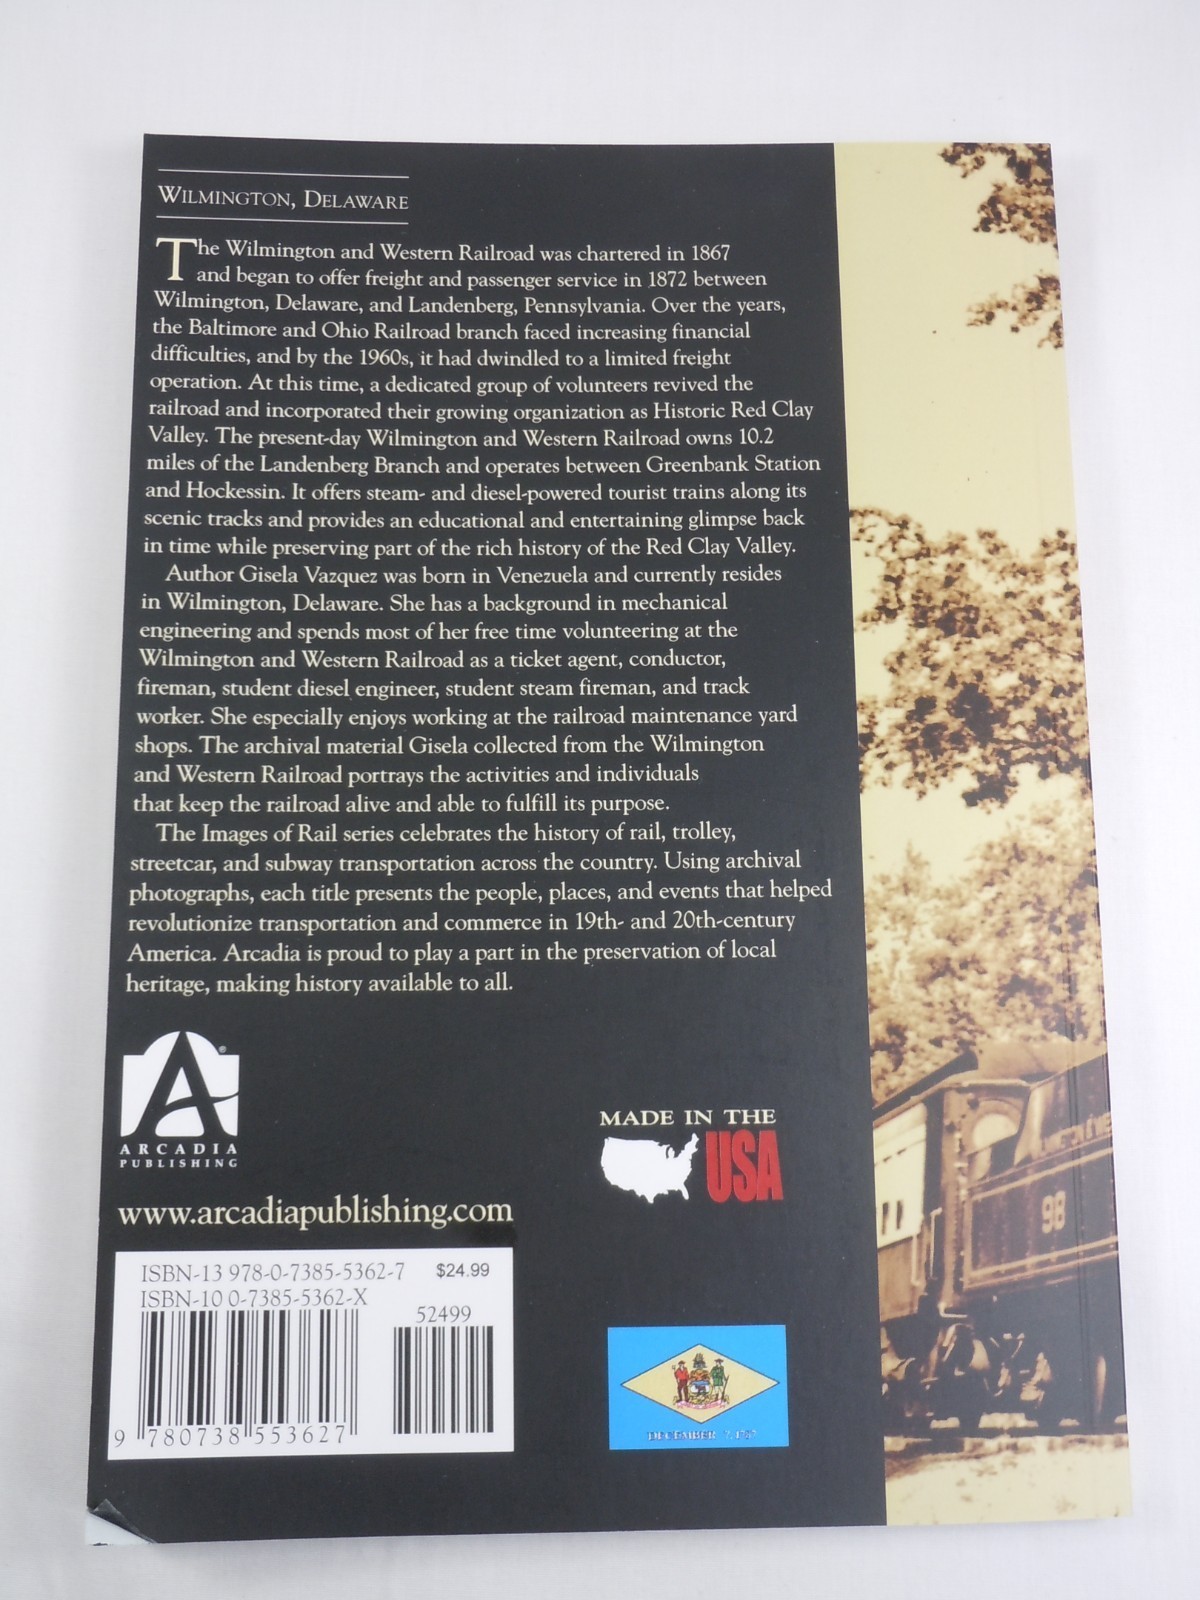 WILMINGTON, DELAWARE
The Wilmington and Western Railroad was chartered in 1867
and began to offer freight and passenger service in 1872 between
Wilmington, Delaware, and Landenberg, Pennsylvania. Over the years,
the Baltimore and Ohio Railroad branch faced increasing financial
difficulties, and by the 1960s, it had dwindled to a limited freight
operation. At this time, a dedicated group of volunteers revived the
railroad and incorporated their growing organization as Historic Red Clay
Valley. The present-day Wilmington and Western Railroad owns 10.2
miles of the Landenberg Branch and operates between Greenbank Station
and Hockessin. It offers steam- and diesel-powered tourist trains along its
scenic tracks and provides an educational and entertaining glimpse back
in time while preserving part of the rich history of the Red Clay Valley.
Author Gisela Vazquez was born in Venezuela and currently resides
in Wilmington, Delaware. She has a background in mechanical
engineering and spends most of her free time volunteering at the
Wilmington and Western Railroad as a ticket agent, conductor,
fireman, student diesel engineer, student steam fireman, and track
worker. She especially enjoys working at the railroad maintenance yard
shops. The archival material Gisela collected from the Wilmington
and Western Railroad portrays the activities and individuals
that keep the railroad alive and able to fulfill its purpose.
The Images of Rail series celebrates the history of rail, trolley,
streetcar, and subway transportation across the country. Using archival
photographs, each title presents the people, places, and events that helped
revolutionize transportation and commerce in 19th- and 20th-century
America. Arcadia is proud to play a part in the preservation of local
heritage, making history available to all.
A®
ARCADIA
PUBLISHING
MADE IN THE
USA
www.arcadiapublishing.com
ISBN-13 978-0-7385-5362-7 $24.99
ISBN-10 0-7385-5362-X
52499
9 780738 553627
DECEMBER 7, 1787
98